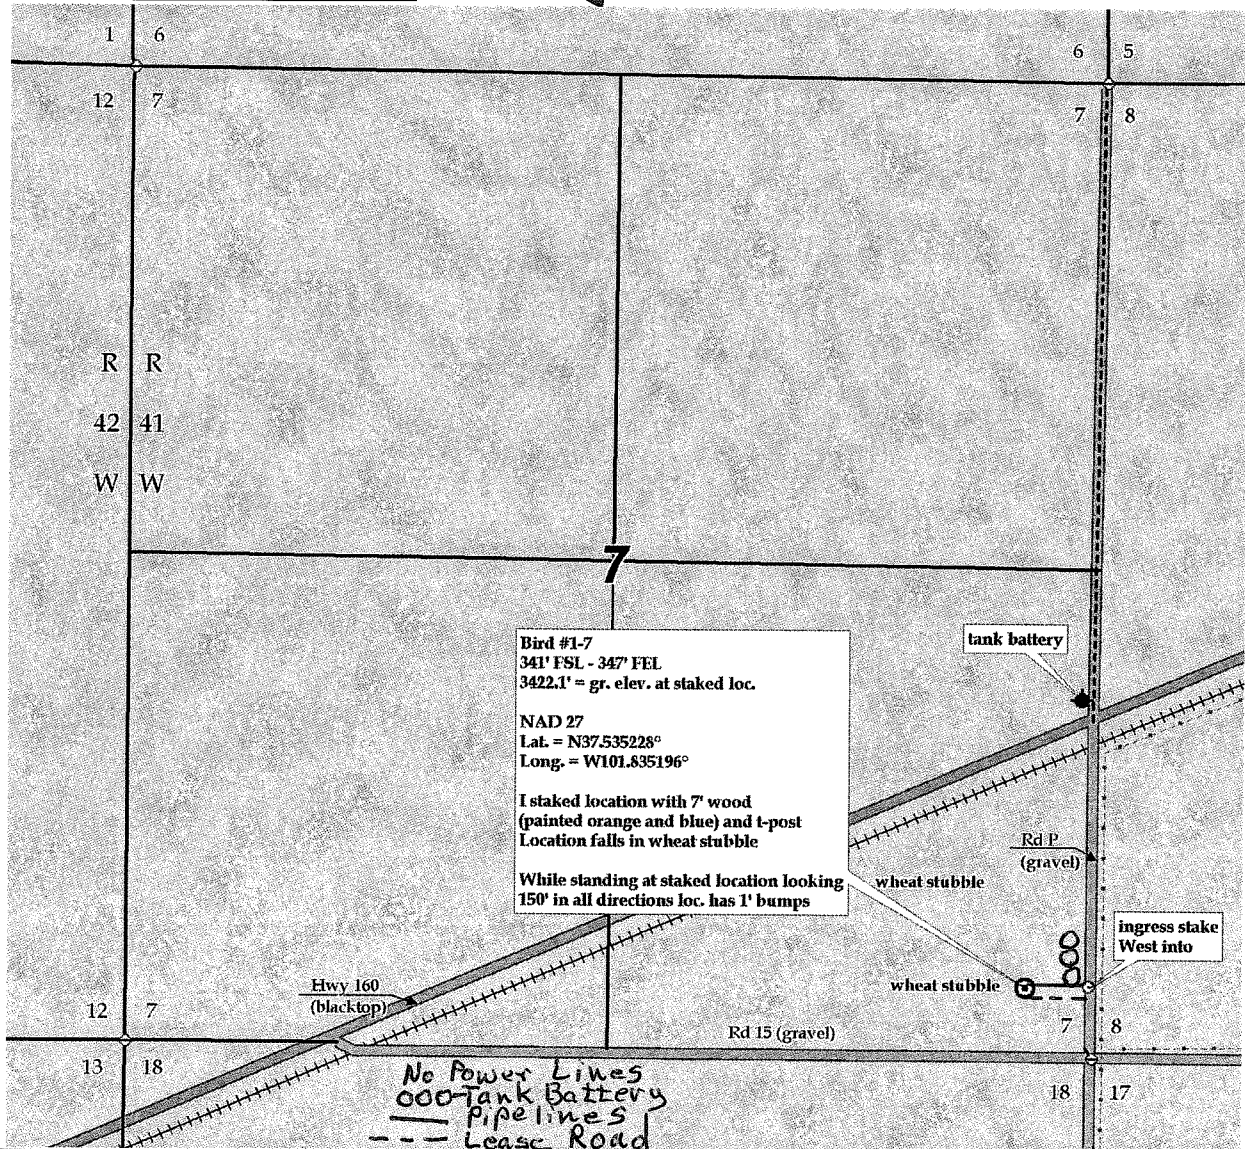 1 6
6 5
12 7
7 8
R R
42 41
W W
7
Bird #1-7
341' FSL - 347' FEL
3422.1' = gr. elev. at staked loc.
NAD 27
Lat. = N37.535228°
Long. = W101.835196°
I staked location with 7' wood
(painted orange and blue) and t-post
Location falls in wheat stubble
While standing at staked location looking
150' in all directions loc. has 1' bumps
tank battery
Rd P
(gravel)
wheat stubble
ingress stake
West into
wheat stubble
Hwy 160
(blacktop)
12 7
7 8
Rd 15 (gravel)
13 18
18 17
No Power Lines
000-Tank Battery
Pipelines
Lease Road